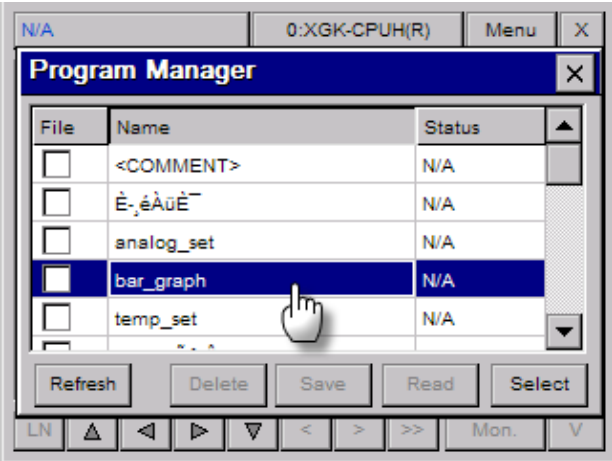 N/A 0:XGK-CPUH(R) Menu X
Program Manager
File Name Status
<COMMENT> N/A
È-¸éÀüÈ¯ N/A
analog_set N/A
bar_graph N/A
temp_set N/A
Refresh Delete Save Read Select
LN < > >> Mon. V